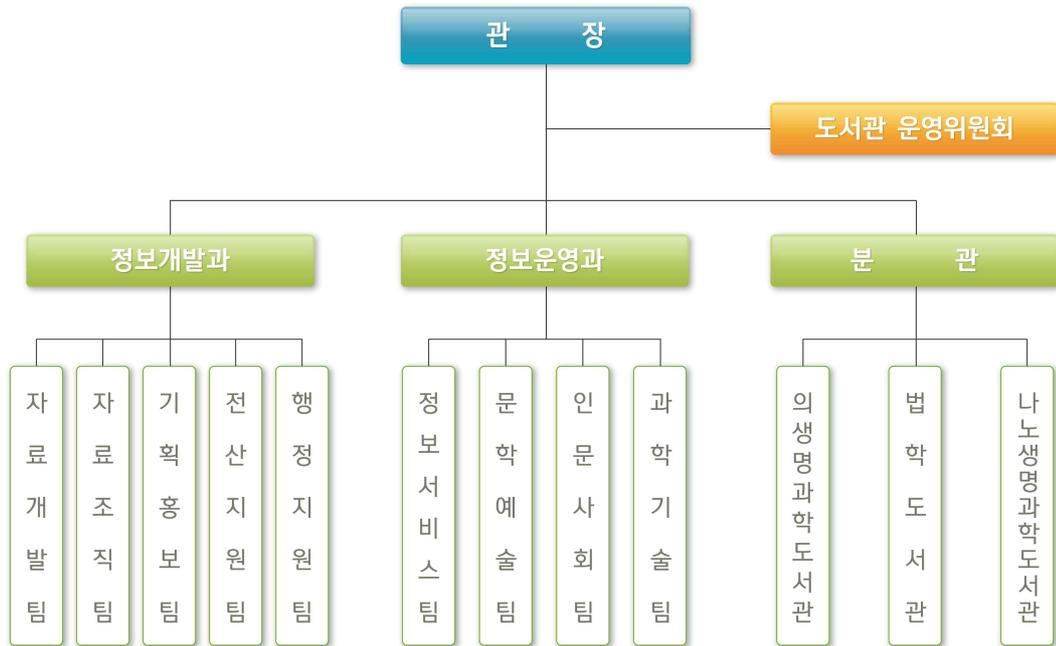 관 장
도서관 운영위원회
정보개발과
정보운영과
분 관
자료개발팀
자료조직팀
기획홍보팀
전산지원팀
행정지원팀
정보서비스팀
문학예술팀
인문사회팀
과학기술팀
의생명과학도서관
법학도서관
나노생명과학도서관